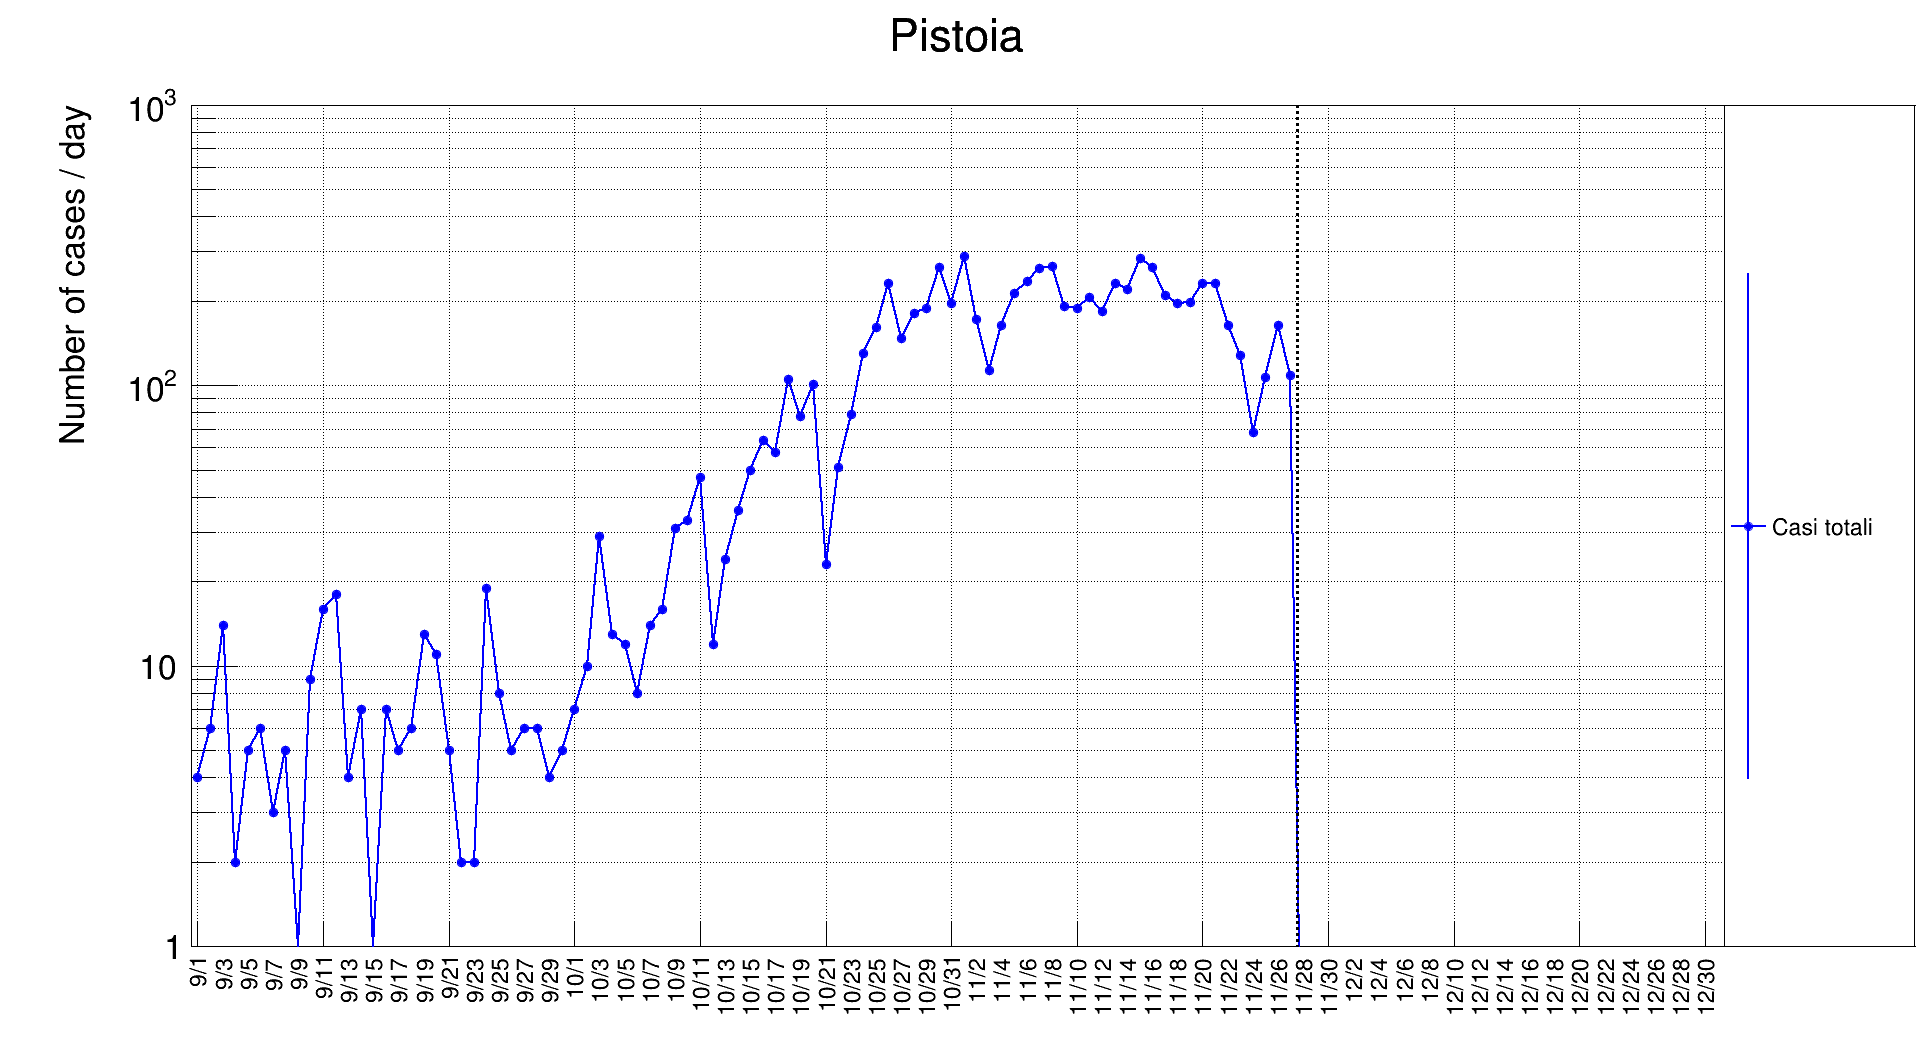 Pistoia
Number of cases / day
10³
10²
10
1
9/1 9/3 9/5 9/7 9/9 9/11 9/13 9/15 9/17 9/19 9/21 9/23 9/25 9/27 9/29 10/1 10/3 10/5 10/7 10/9 10/11 10/13 10/15 10/17 10/19 10/21 10/23 10/25 10/27 10/29 10/31 11/2 11/4 11/6 11/8 11/10 11/12 11/14 11/16 11/18 11/20 11/22 11/24 11/26 11/28 11/30 12/2 12/4 12/6 12/8 12/10 12/12 12/14 12/16 12/18 12/20 12/22 12/24 12/26 12/28 12/30
Casi totali